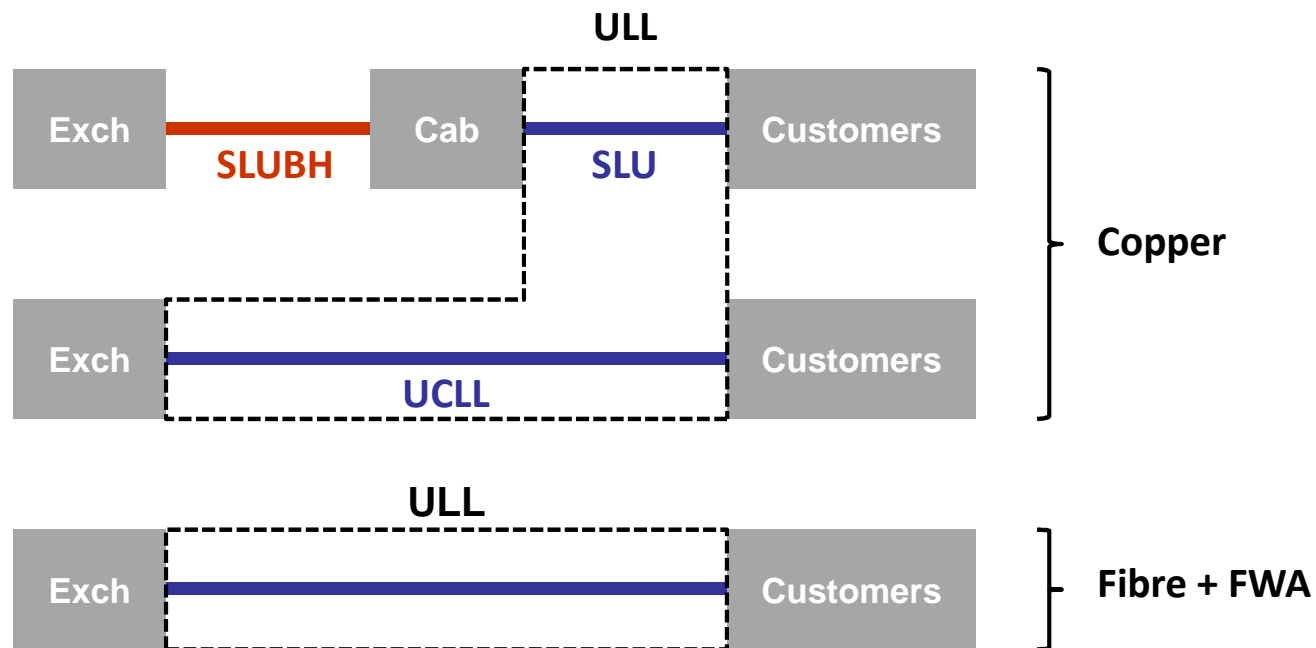 ULL
Exch
Cab
Customers
SLUBH
SLU
Copper
Exch
Customers
UCLL
ULL
Exch
Customers
Fibre + FWA